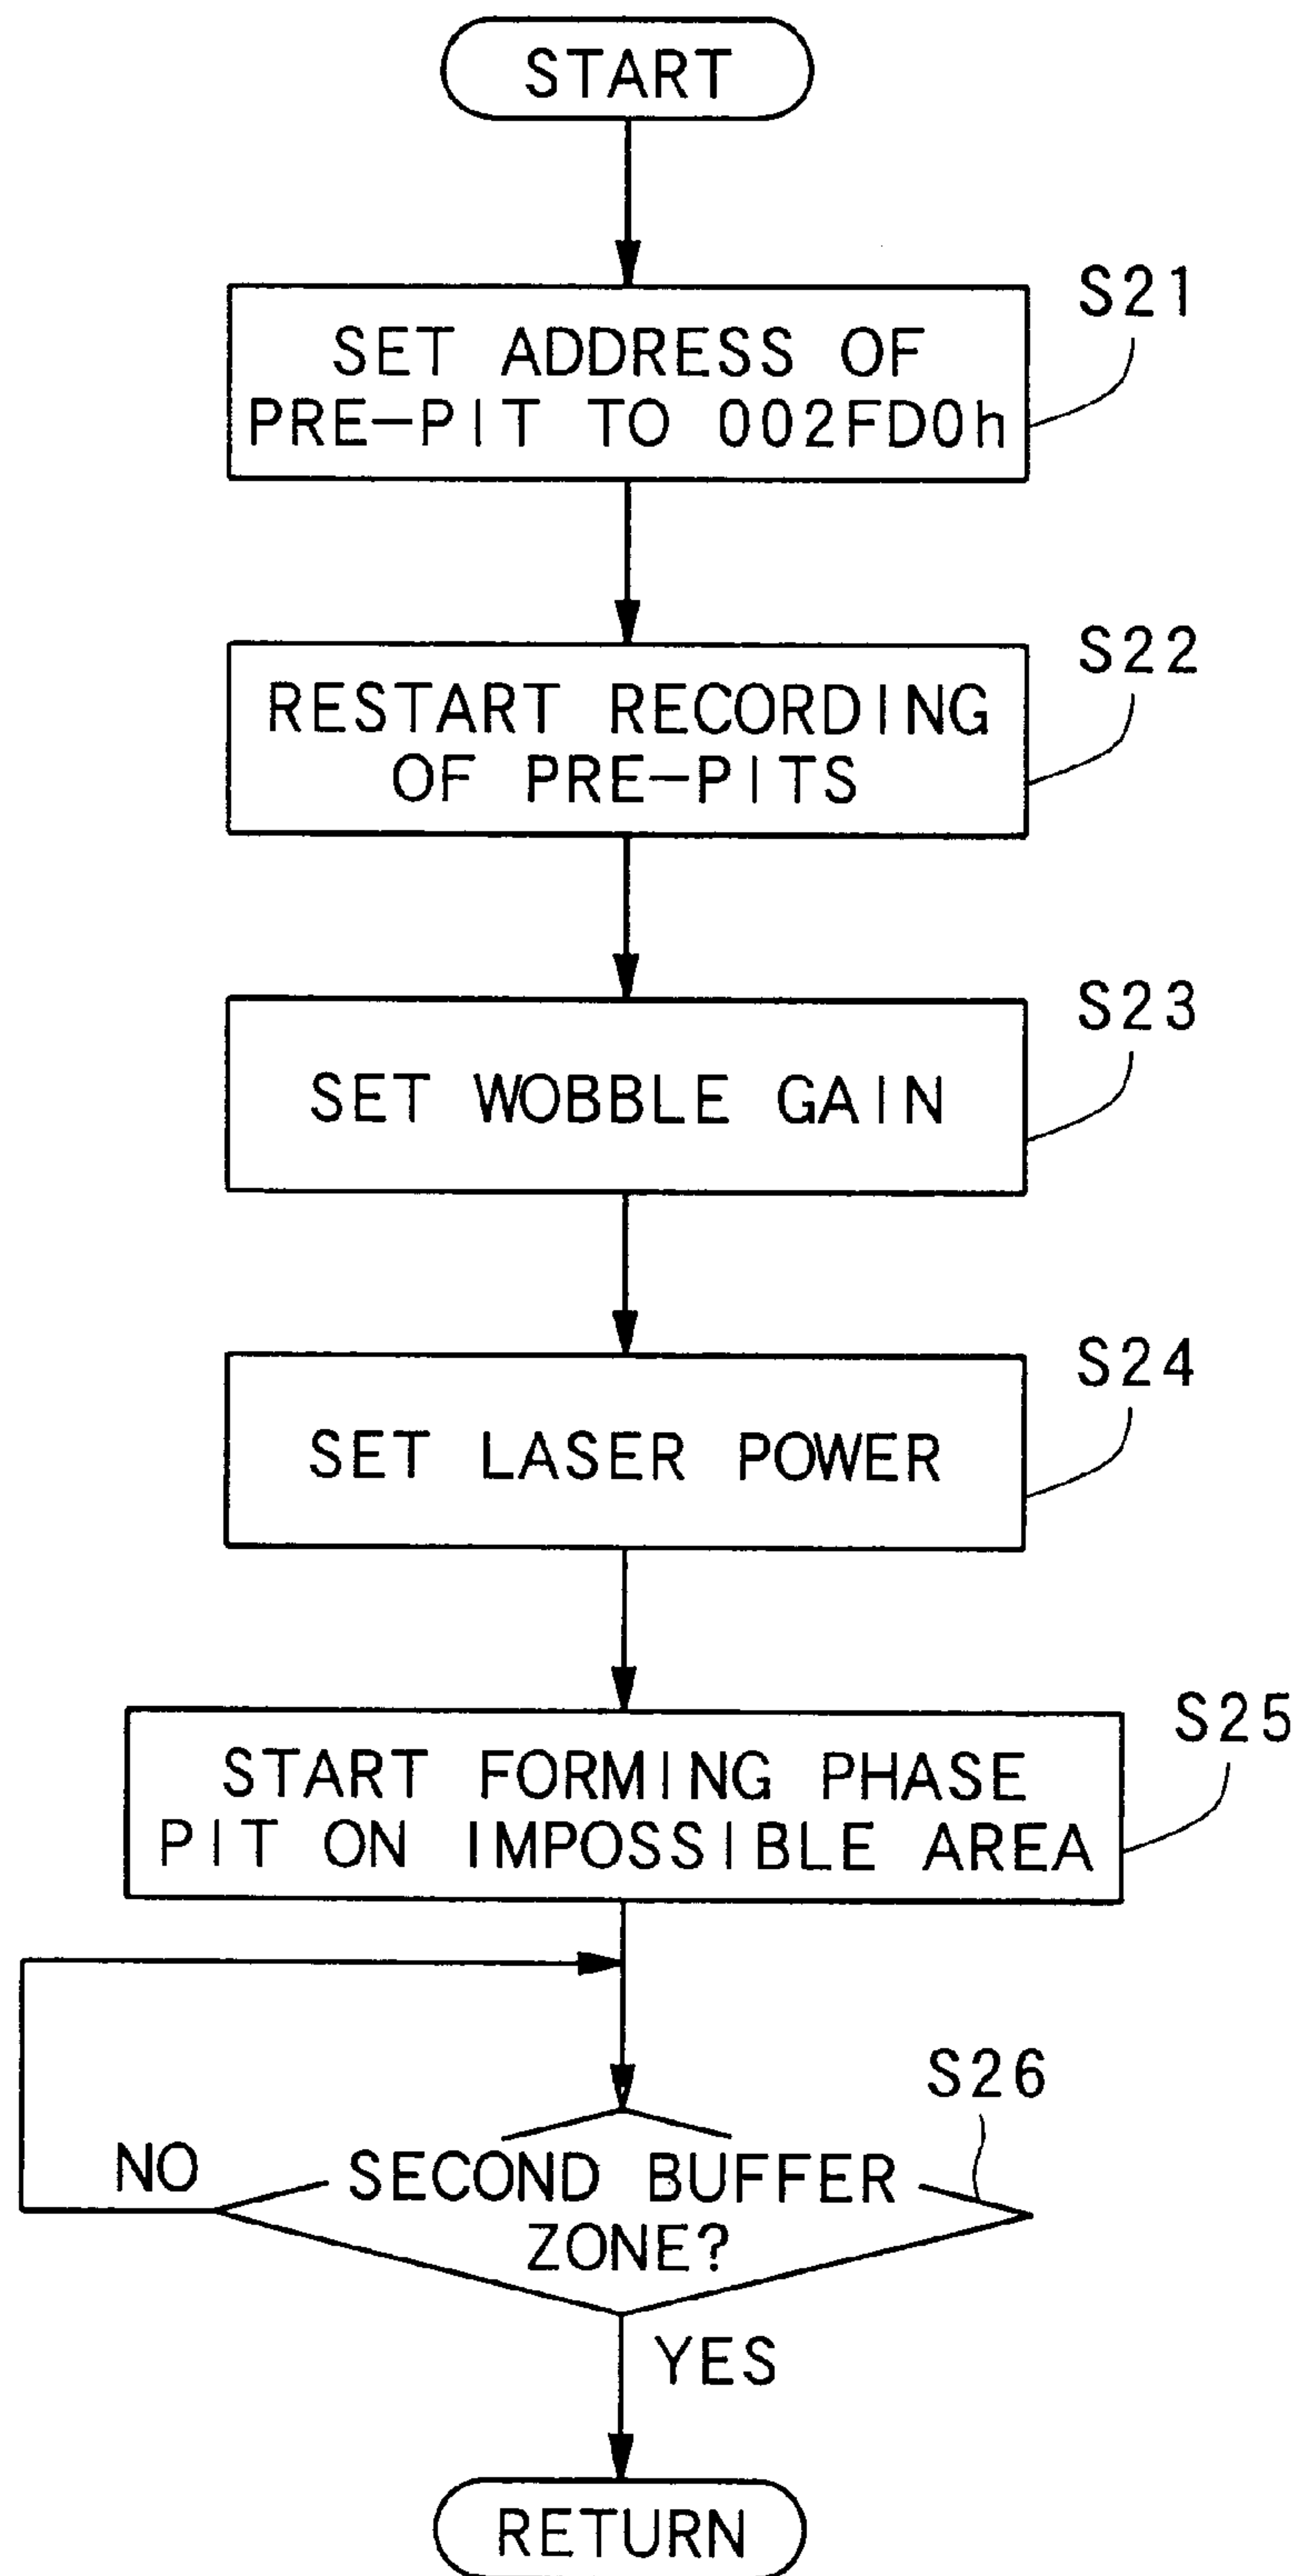 START
S21
SET ADDRESS OF
PRE-PIT TO 002FD0h
S22
RESTART RECORDING
OF PRE-PITS
S23
SET WOBBLE GAIN
S24
SET LASER POWER
S25
START FORMING PHASE
PIT ON IMPOSSIBLE AREA
S26
NO
SECOND BUFFER
ZONE?
YES
RETURN